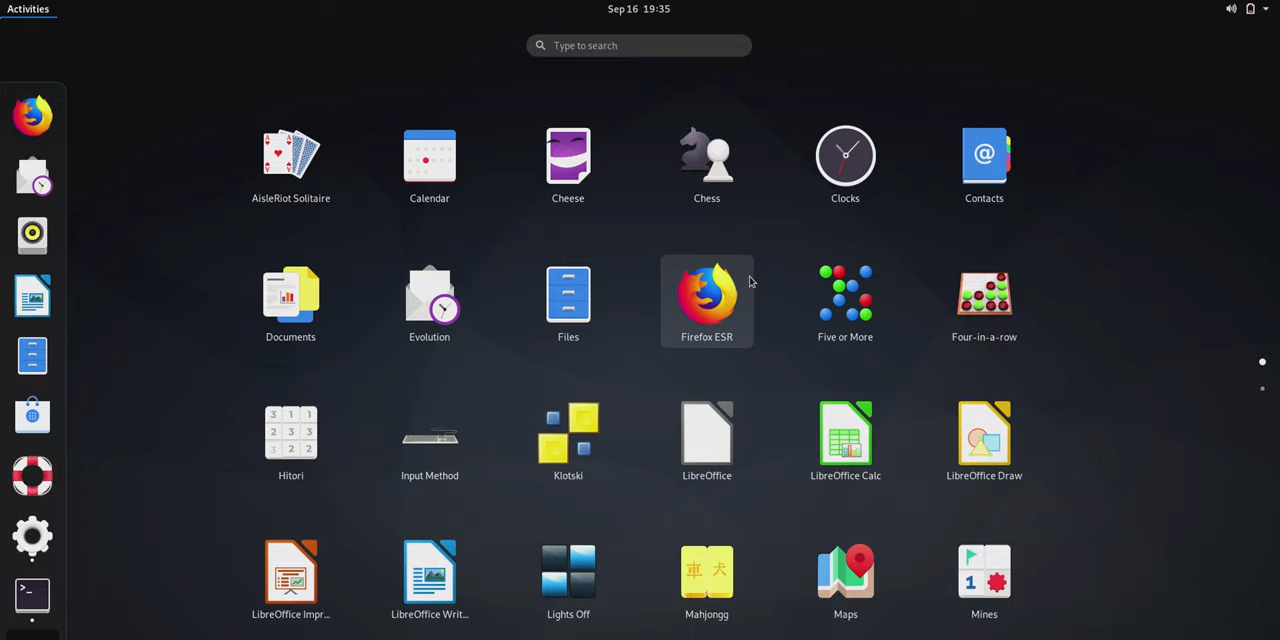 Activities
Sep 16 19:35
Type to search
AisleRiot Solitaire
Calendar
Cheese
Chess
Clocks
Contacts
Documents
Evolution
Files
Firefox ESR
Five or More
Four-in-a-row
Hitori
Input Method
Klotski
LibreOffice
LibreOffice Calc
LibreOffice Draw
LibreOffice Impr...
LibreOffice Writ...
Lights Off
Mahjongg
Maps
Mines